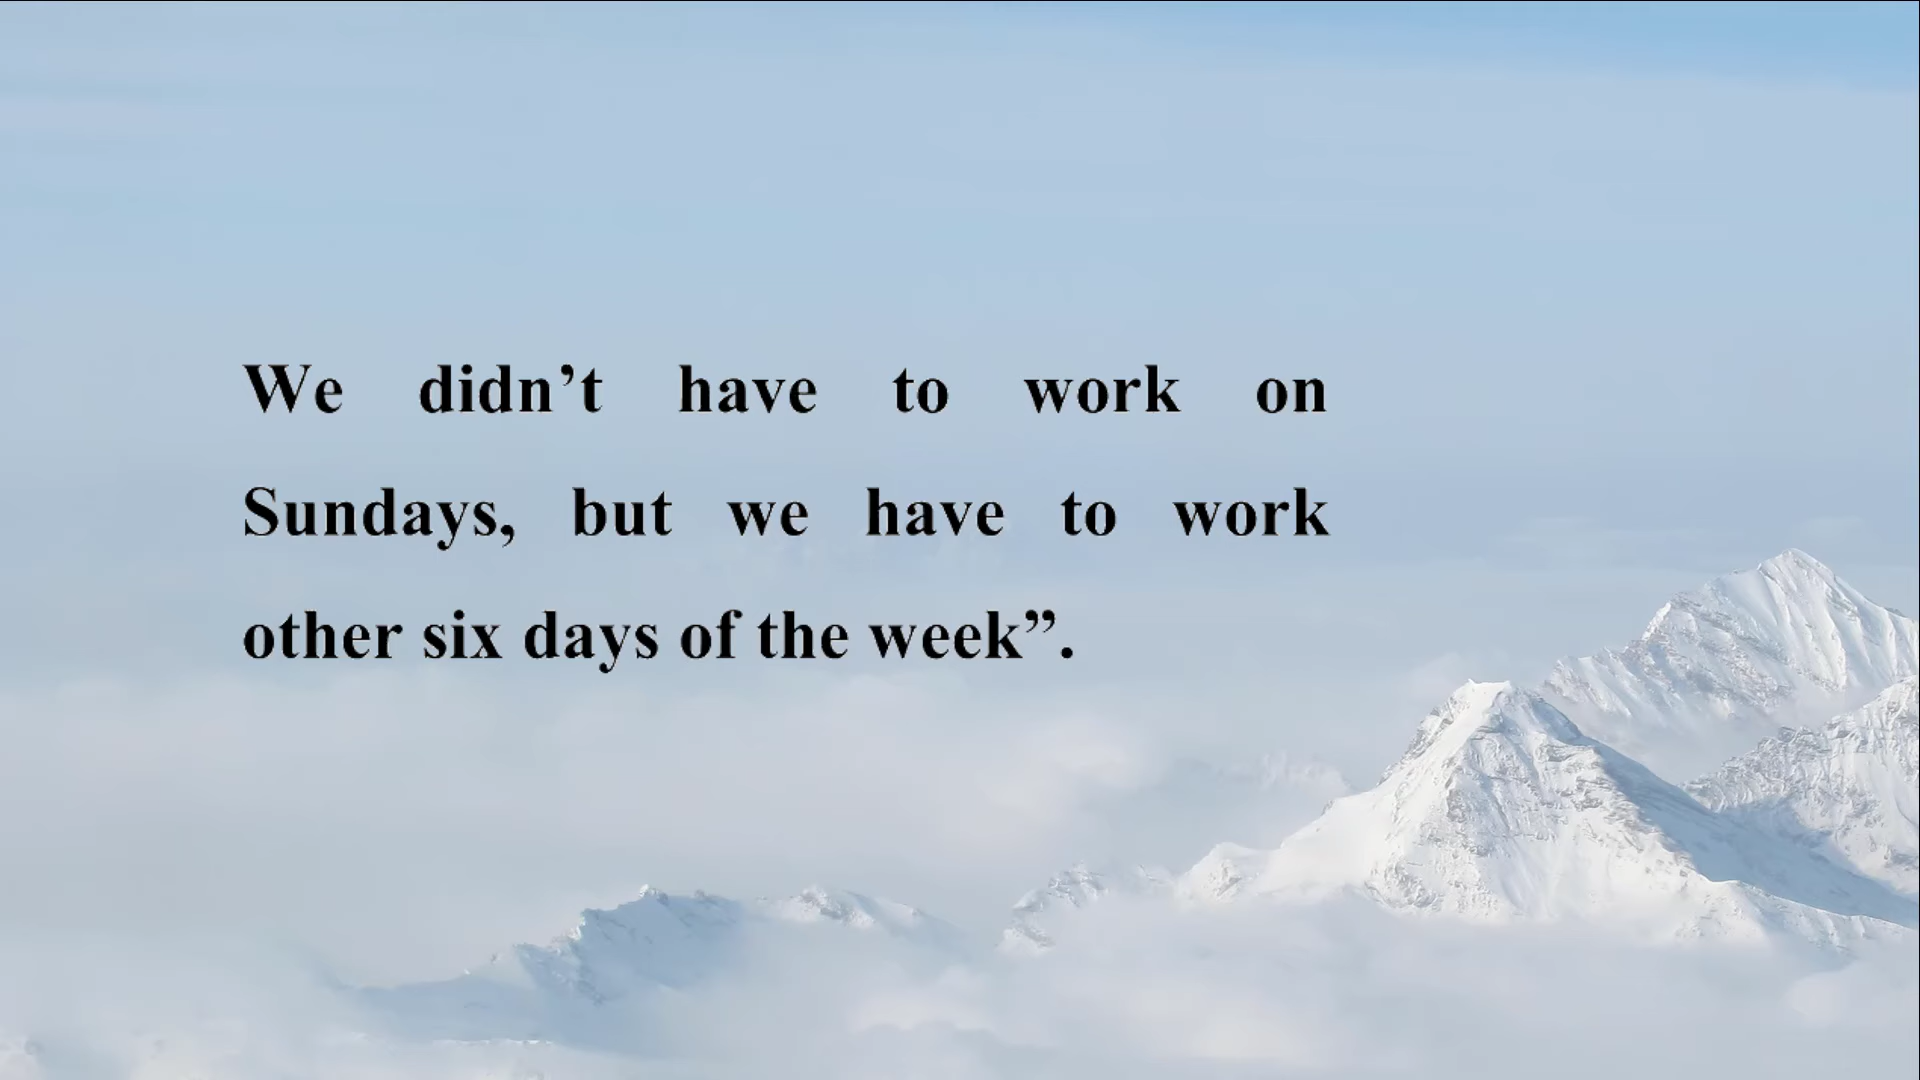 We didn’t have to work on
Sundays, but we have to work
other six days of the week”.